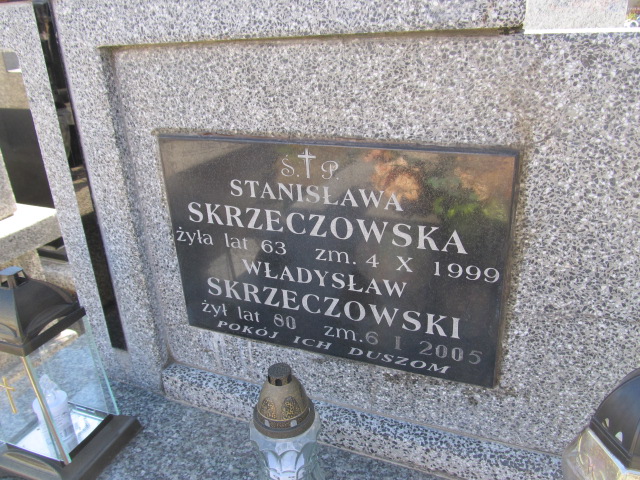 Ś.P.
STANISŁAWA
SKRZECZOWSKA
żyła lat 63 zm. 4 X 1999
WŁADYSŁAW
SKRZECZOWSKI
żył lat 80 zm. 6 I 2005
POKÓJ ICH DUSZOM